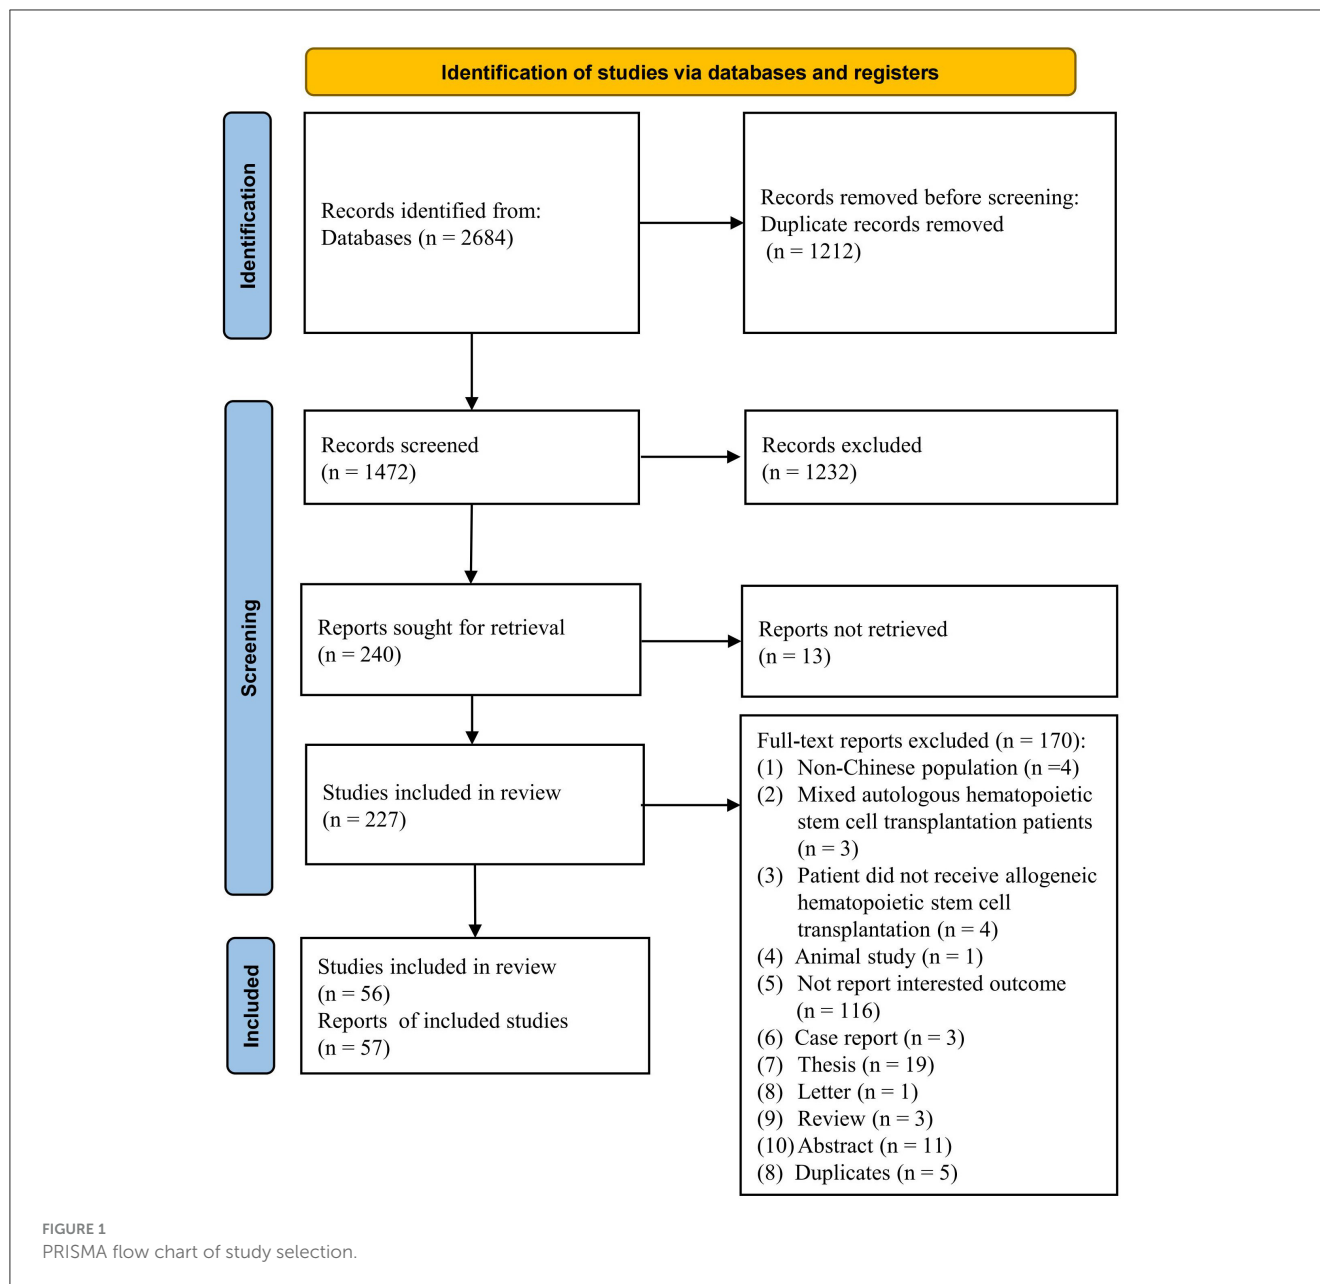 Identification of studies via databases and registers
Identification
Records identified from:
Databases (n = 2684)
Records removed before screening:
Duplicate records removed
(n = 1212)
Screening
Records screened
(n = 1472)
Records excluded
(n = 1232)
Reports sought for retrieval
(n = 240)
Reports not retrieved
(n = 13)
Studies included in review
(n = 227)
Full-text reports excluded (n = 170):
(1) Non-Chinese population (n =4)
(2) Mixed autologous hematopoietic
stem cell transplantation patients
(n = 3)
(3) Patient did not receive allogeneic
hematopoietic stem cell
transplantation (n = 4)
(4) Animal study (n = 1)
(5) Not report interested outcome
(n = 116)
(6) Case report (n = 3)
(7) Thesis (n = 19)
(8) Letter (n = 1)
(9) Review (n = 3)
(10) Abstract (n = 11)
(8) Duplicates (n = 5)
Included
Studies included in review
(n = 56)
Reports of included studies
(n = 57)
FIGURE 1
PRISMA flow chart of study selection.